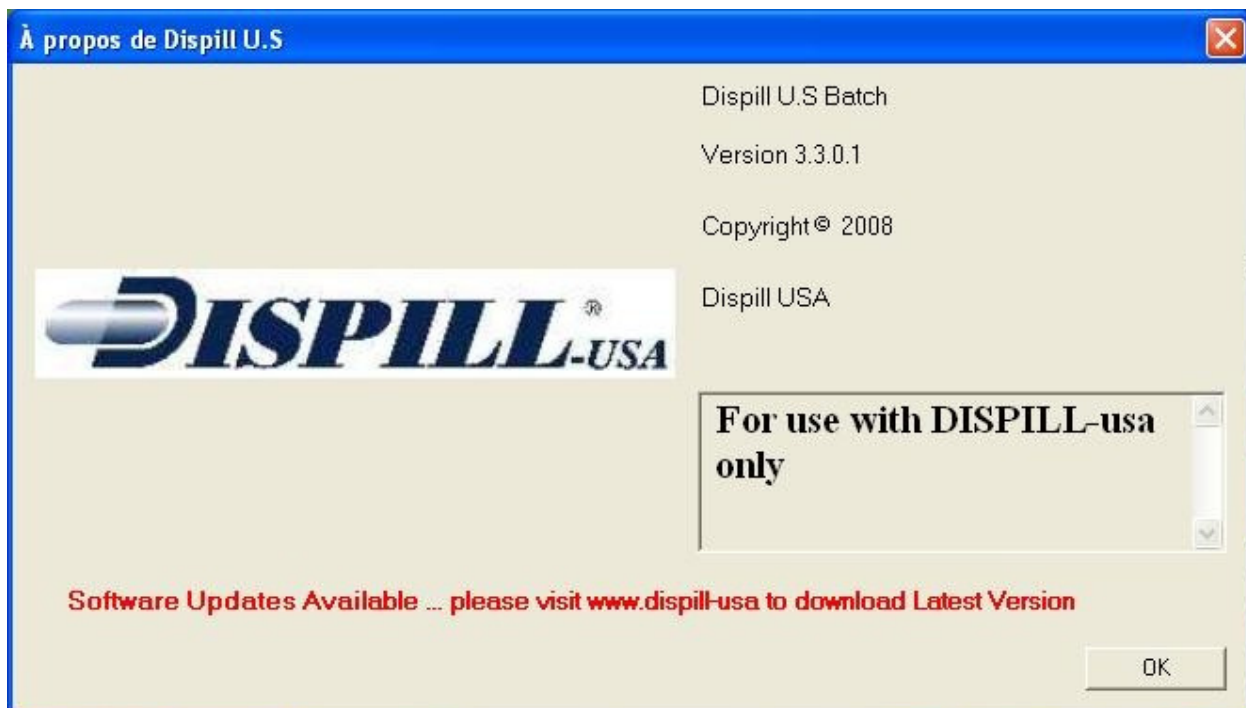 À propos de Dispill U.S
Dispill U.S Batch
Version 3.3.0.1
Copyright© 2008
DISPILL®-USA
Dispill USA
For use with DISPILL-usa
only
Software Updates Available ... please visit www.dispill-usa to download Latest Version
OK